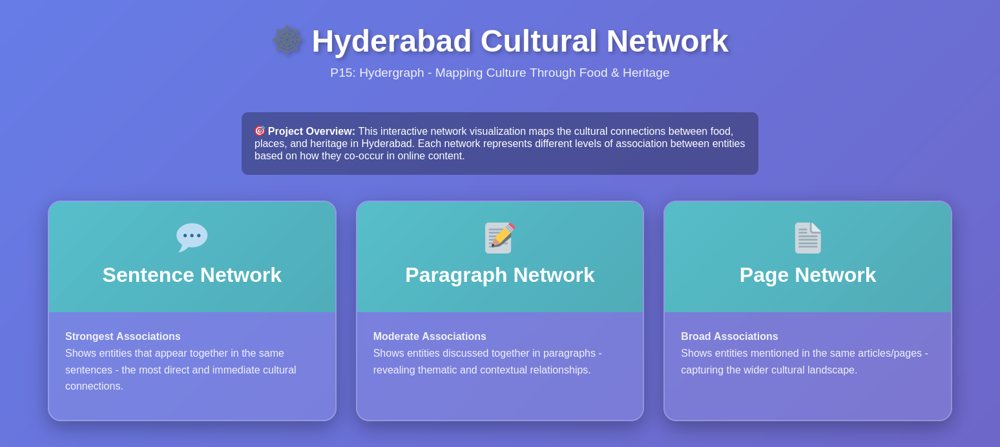 Hyderabad Cultural Network
P15: Hydergraph - Mapping Culture Through Food & Heritage
Project Overview: This interactive network visualization maps the cultural connections between food,
places, and heritage in Hyderabad. Each network represents different levels of association between entities
based on how they co-occur in online content.
Sentence Network
Strongest Associations
Shows entities that appear together in the same
sentences - the most direct and immediate cultural
connections.
Paragraph Network
Moderate Associations
Shows entities discussed together in paragraphs -
revealing thematic and contextual relationships.
Page Network
Broad Associations
Shows entities mentioned in the same articles/pages -
capturing the wider cultural landscape.